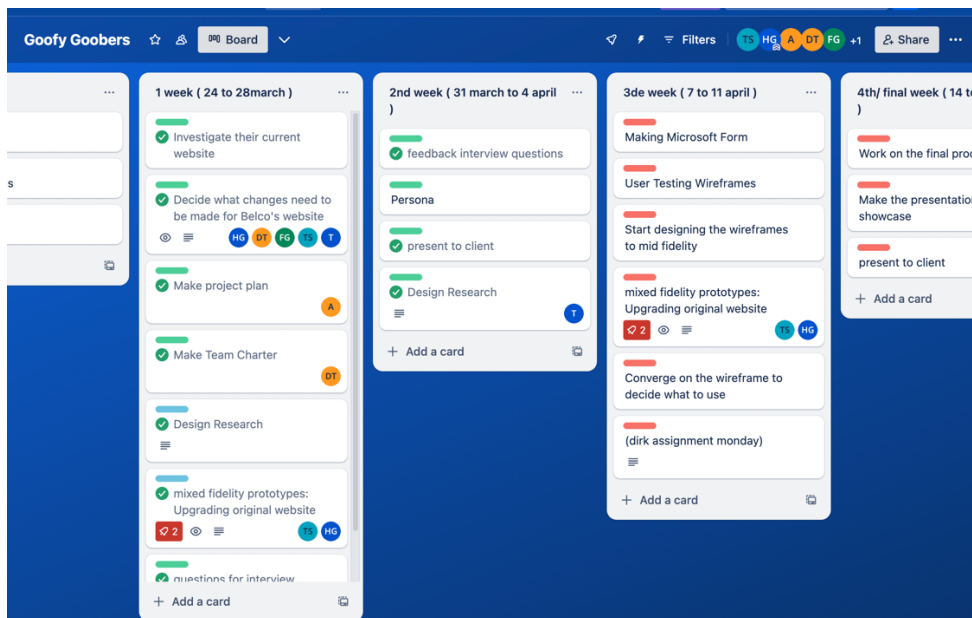 Goofy Goobers
Board
Filters
TS HG A DT FG +1
Share
s
1 week ( 24 to 28march )
Investigate their current
website
Decide what changes need to
be made for Belco's website
HG DT FG TS T
Make project plan
A
Make Team Charter
DT
Design Research
mixed fidelity prototypes:
Upgrading original website
2
TS HG
questions for interview
+ Add a card
2nd week ( 31 march to 4 april
)
feedback interview questions
Persona
present to client
Design Research
T
+ Add a card
3de week ( 7 to 11 april )
Making Microsoft Form
User Testing Wireframes
Start designing the wireframes
to mid fidelity
mixed fidelity prototypes:
Upgrading original website
2
TS HG
Converge on the wireframe to
decide what to use
(dirk assignment monday)
+ Add a card
4th/ final week ( 14 t
)
Work on the final pro
Make the presentation
showcase
present to client
+ Add a card